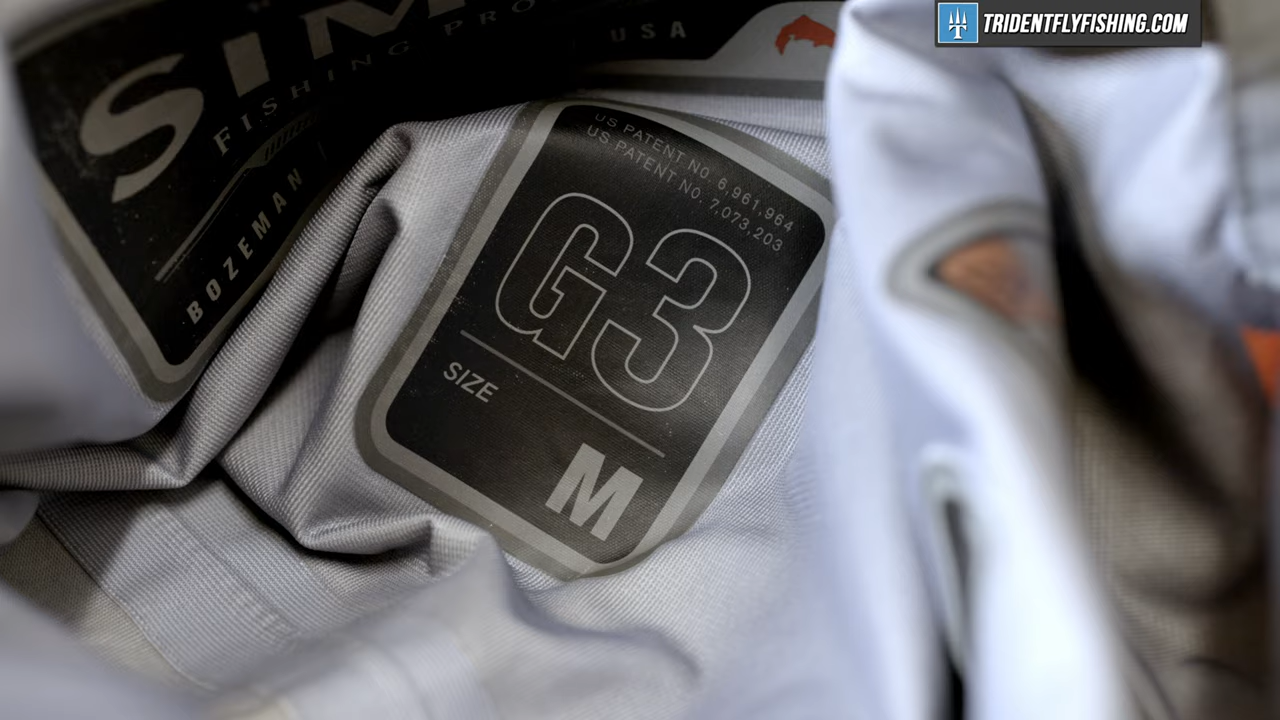 TRIDENTFLYFISHING.COM
SIM
FISHING PRO
USA
BOZEMAN
US PATENT NO. 6,961,964
US PATENT NO. 7,073,203
G3
SIZE
M